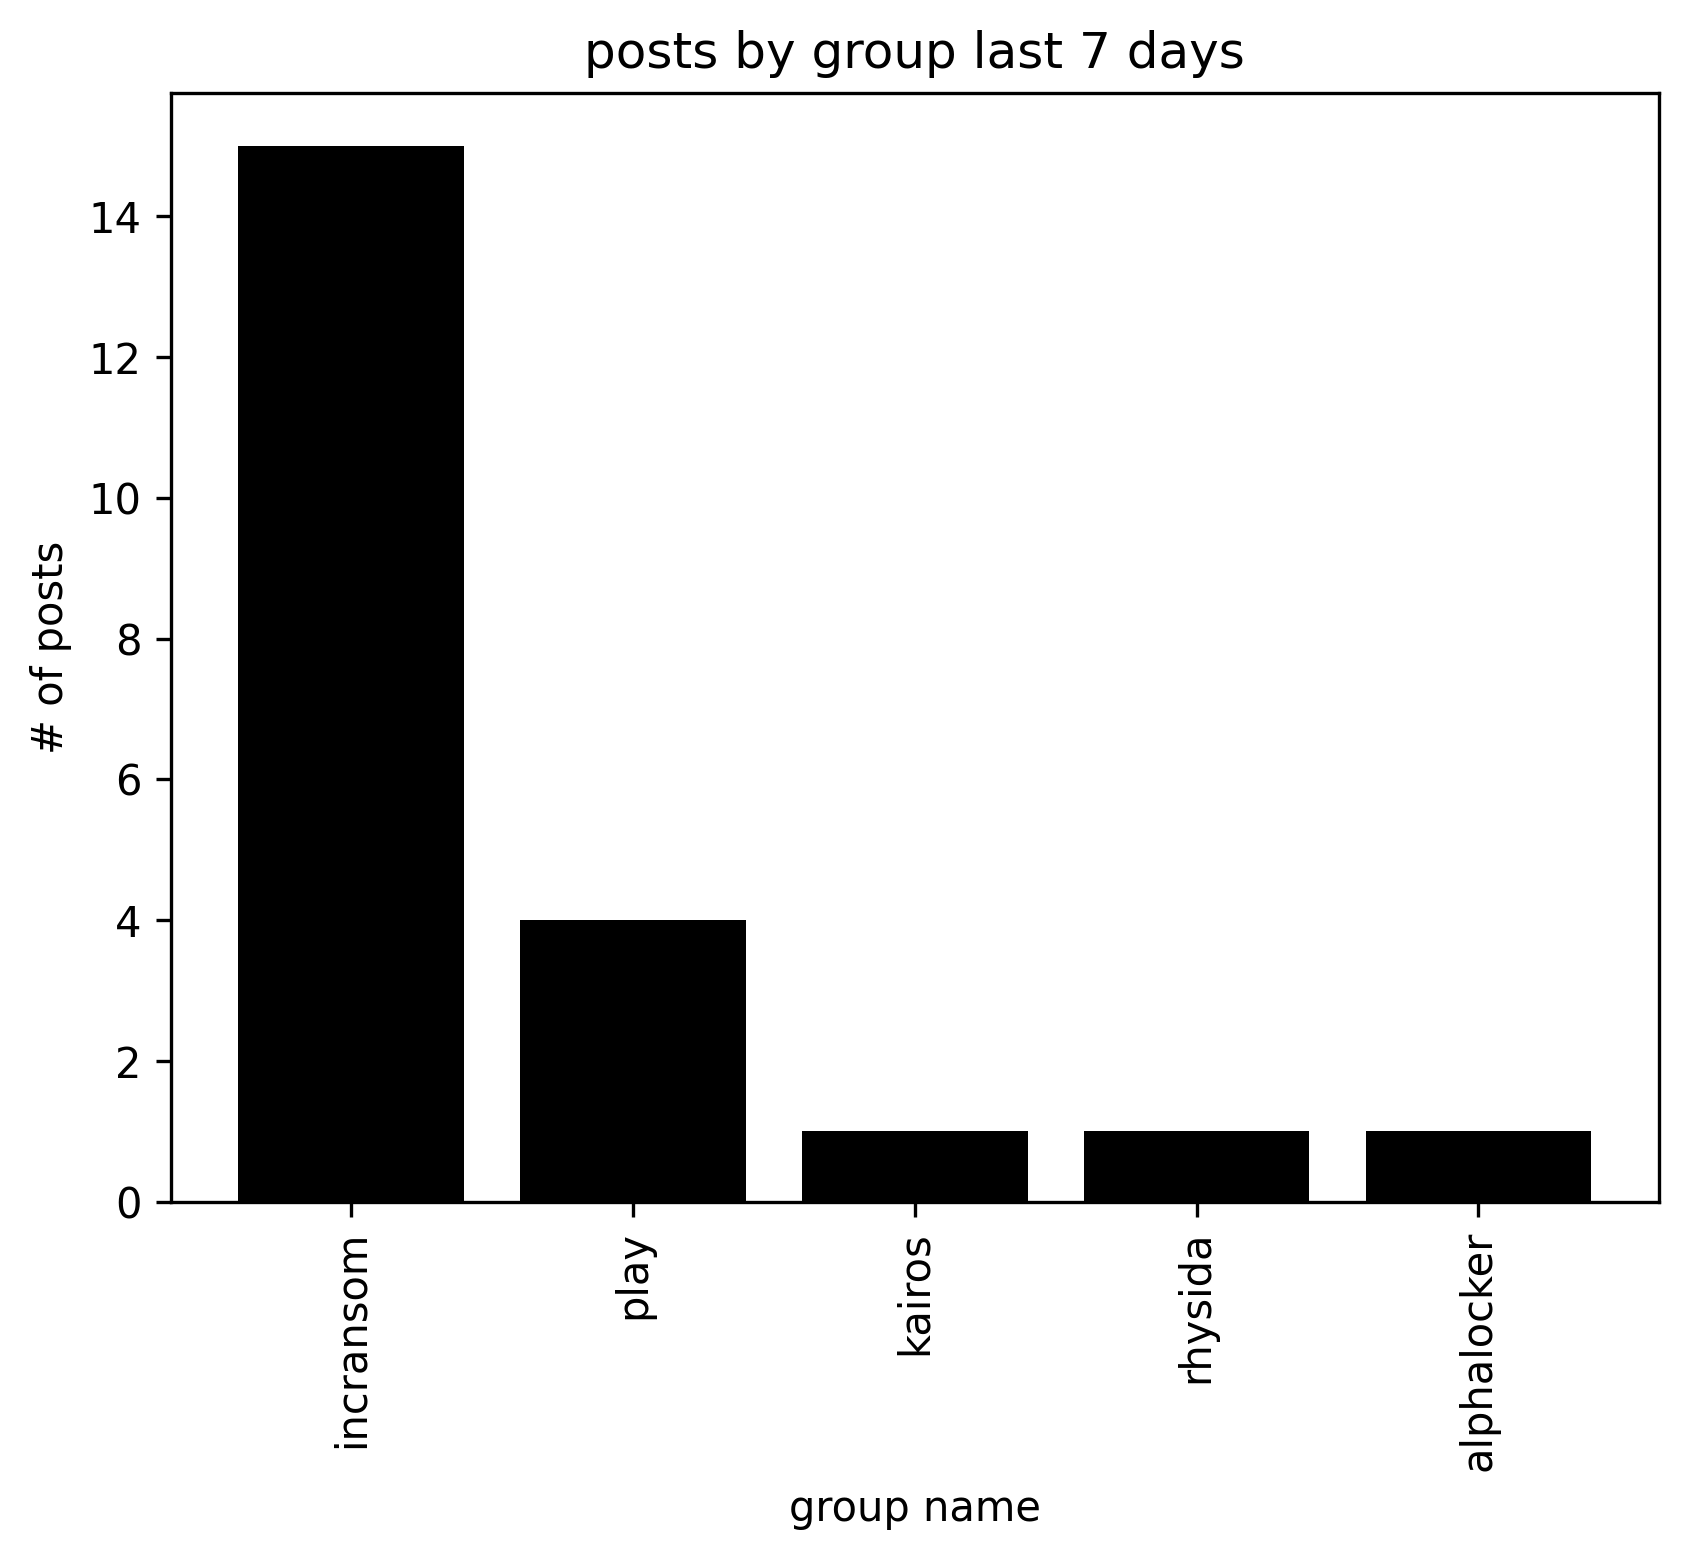 posts by group last 7 days
# of posts
14
12
10
8
6
4
2
0
incransom
play
kairos
rhysida
alphalocker
group name